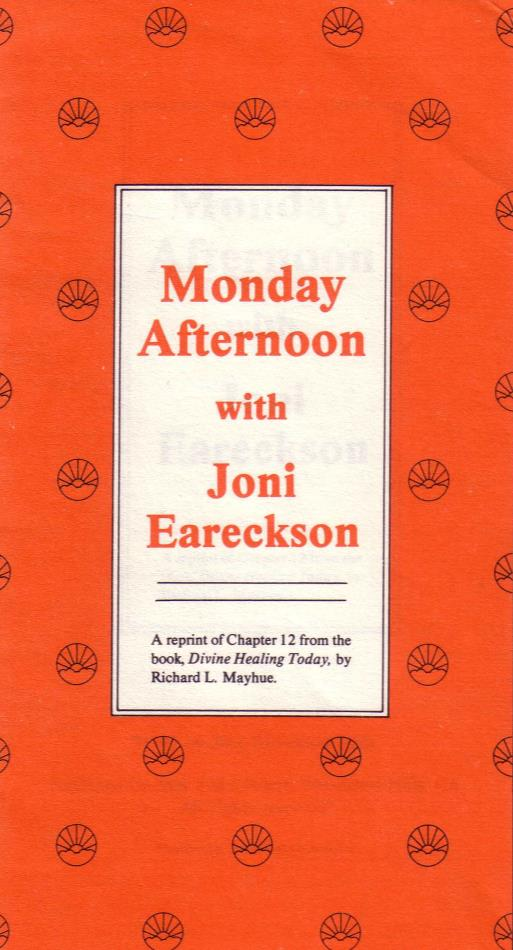 Monday
Afternoon
with
Joni
Eareckson
A reprint of Chapter 12 from the
book, Divine Healing Today, by
Richard L. Mayhue.